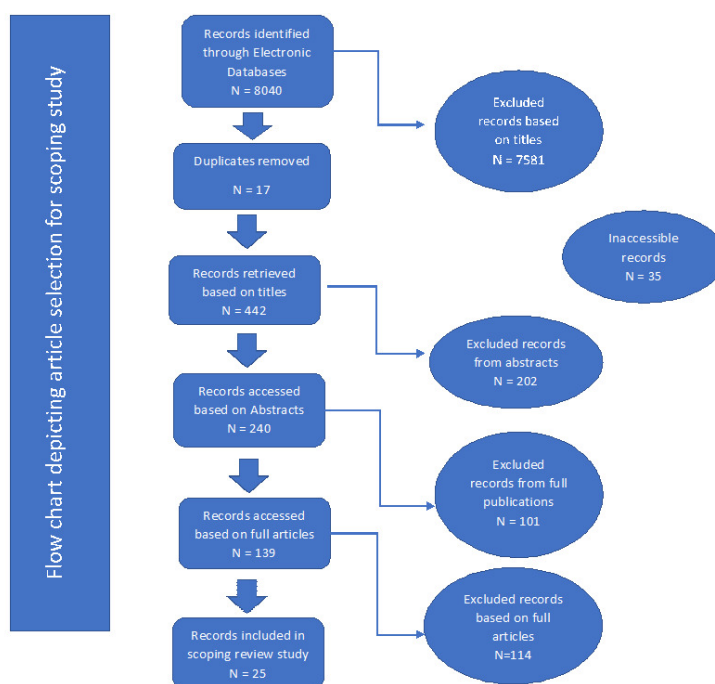 Flow chart depicting article selection for scoping study
Records identified
through Electronic
Databases
N = 8040
Excluded
records based
on titles
N = 7581
Duplicates removed
N = 17
Inaccessible
records
N = 35
Records retrieved
based on titles
N = 442
Excluded records
from abstracts
N = 202
Records accessed
based on Abstracts
N = 240
Excluded
records from full
publications
N = 101
Records accessed
based on full articles
N = 139
Excluded records
based on full
articles
N=114
Records included in
scoping review study
N = 25